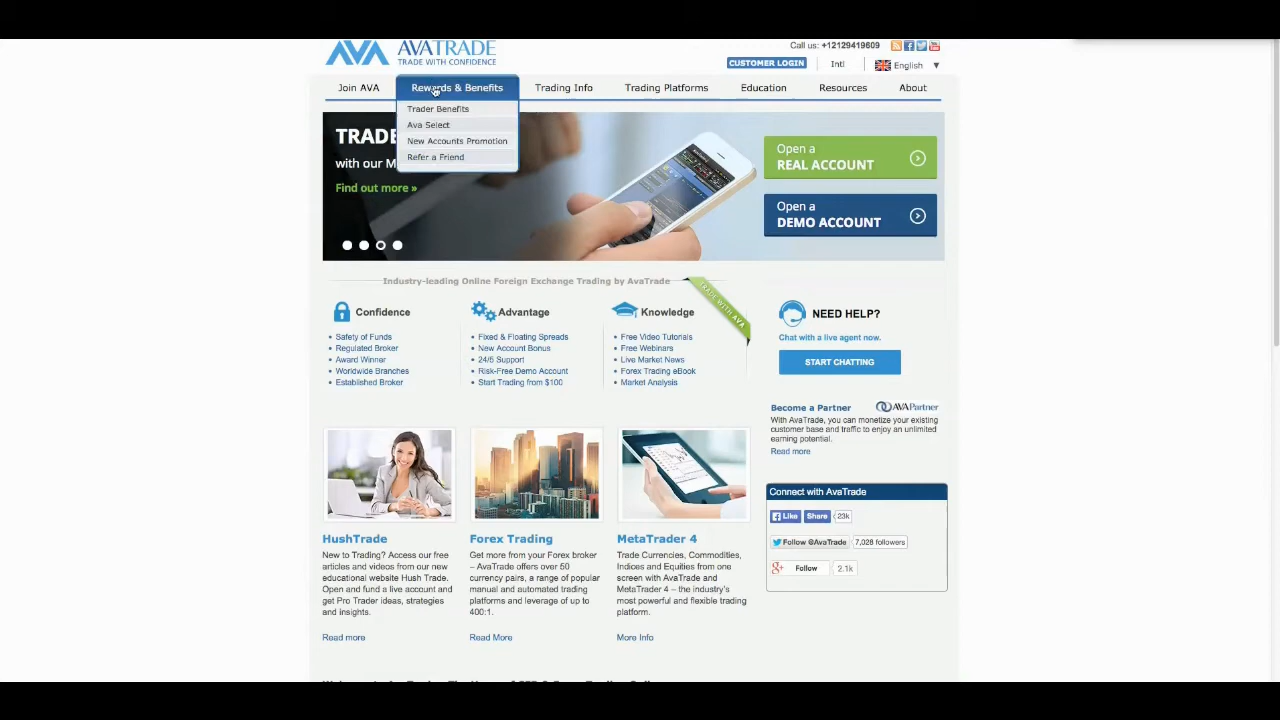 AVA AVATRADE
TRADE WITH CONFIDENCE
Call us: +12129419609
CUSTOMER LOGIN
Intl
English
Join AVA
Rewards & Benefits
Trading Info
Trading Platforms
Education
Resources
About
Trader Benefits
Ava Select
New Accounts Promotion
Refer a Friend
TRADE
with our M
Find out more »
Open a
REAL ACCOUNT
Open a
DEMO ACCOUNT
Industry-leading Online Foreign Exchange Trading by AvaTrade
TRADE WITH AVA
Confidence
• Safety of Funds
• Regulated Broker
• Award Winner
• Worldwide Branches
• Established Broker
Advantage
• Fixed & Floating Spreads
• New Account Bonus
• 24/5 Support
• Risk-Free Demo Account
• Start Trading from $100
Knowledge
• Free Video Tutorials
• Free Webinars
• Live Market News
• Forex Trading eBook
• Market Analysis
NEED HELP?
Chat with a live agent now.
START CHATTING
Become a Partner
AVAPartner
With AvaTrade, you can monetize your existing
customer base and traffic to enjoy an unlimited
earning potential.
Read more
Connect with AvaTrade
Like
Share
23k
Follow @AvaTrade
7,028 followers
Follow
2.1k
HushTrade
New to Trading? Access our free
articles and videos from our new
educational website Hush Trade.
Open and fund a live account and
get Pro Trader ideas, strategies
and insights.
Read more
Forex Trading
Get more from your Forex broker
– AvaTrade offers over 50
currency pairs, a range of popular
manual and automated trading
platforms and leverage of up to
400:1.
Read More
MetaTrader 4
Trade Currencies, Commodities,
Indices and Equities from one
screen with AvaTrade and
MetaTrader 4 – the industry's
most powerful and flexible trading
platform.
More Info